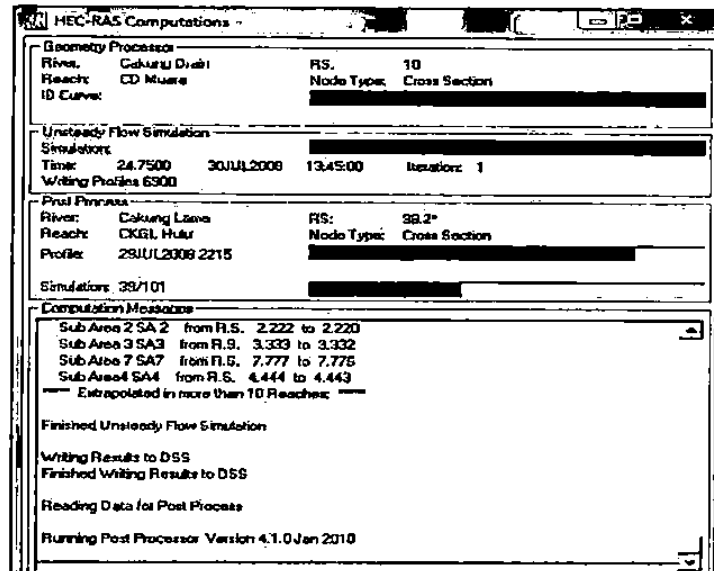 HEC-RAS Computations -
Geometry Processor
River: Cakung Drain RS: 10
Reach: CD Muara Node Type: Cross Section
ID Curve:
Unsteady Flow Simulation
Simulation:
Time: 24.7500 30JUL2008 13:45:00 Iteration: 1
Writing Profiles 6900
Post Process
River: Cakung Lama RS: 39.2*
Reach: CKGL Hulu Node Type: Cross Section
Profile: 29JUL2008 2215
Simulation: 39/101
Computation Messages
Sub Area 2 SA 2 from R.S. 2.222 to 2.220
Sub Area 3 SA3 from R.S. 3.333 to 3.332
Sub Area 7 SA7 from R.S. 7.777 to 7.775
Sub Area4 SA4 from R.S. 4.444 to 4.443
Extrapolated in more than 10 Reaches:
Finished Unsteady Flow Simulation
Writing Results to DSS
Finished Writing Results to DSS
Reading Data for Post Process
Running Post Processor Version 4.1.0 Jan 2010